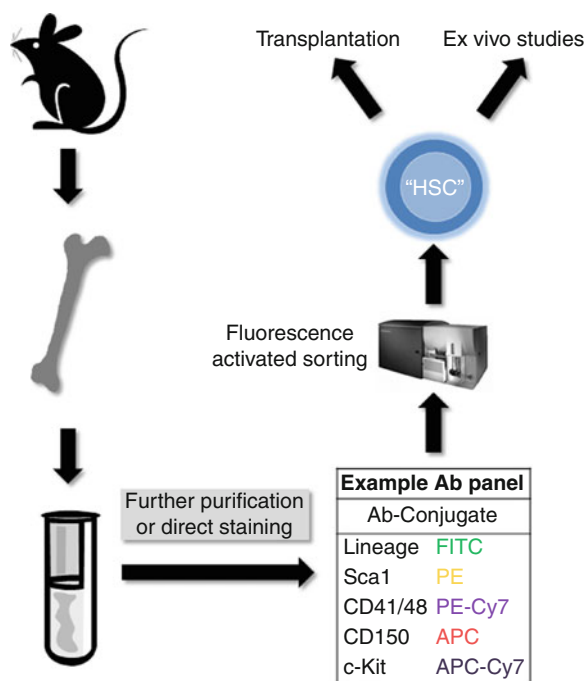 Transplantation
Ex vivo studies
"HSC"
Fluorescence
activated sorting
Further purification
or direct staining
Example Ab panel
Ab-Conjugate
Lineage FITC
Sca1 PE
CD41/48 PE-Cy7
CD150 APC
c-Kit APC-Cy7